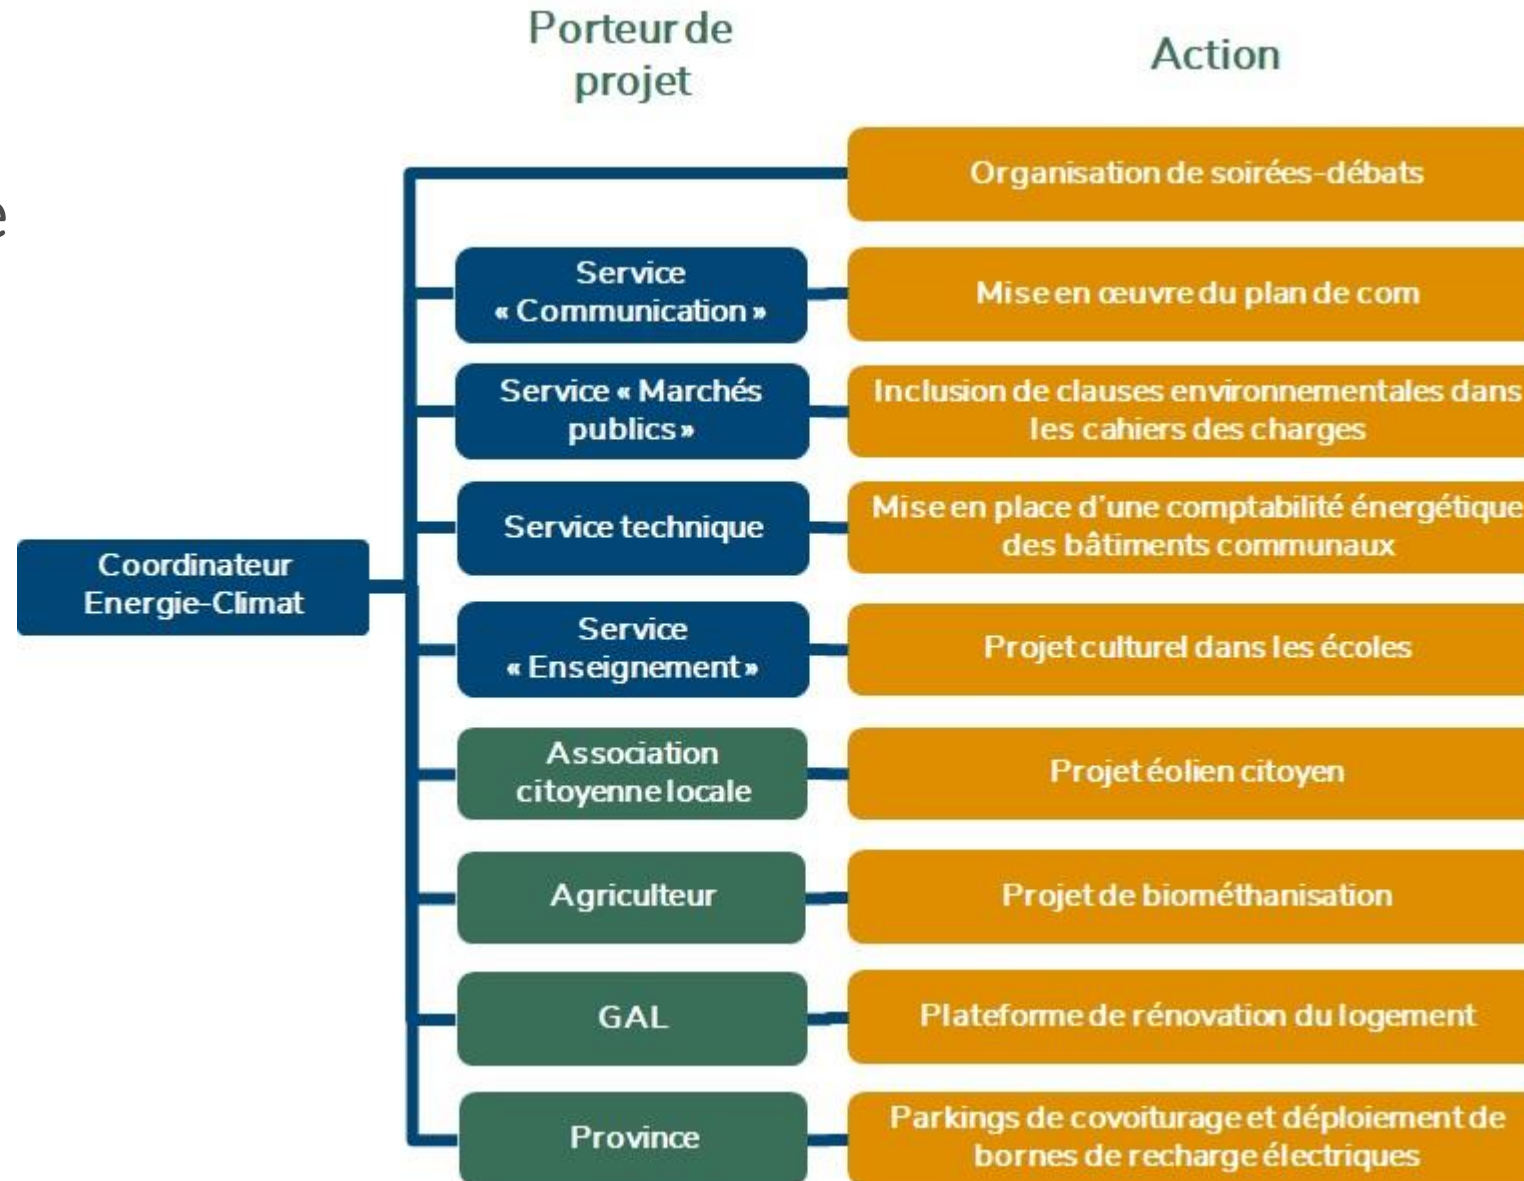 Porteur de
projet
Action
e
Organisation de soirées-débats
Service
« Communication »
Mise en œuvre du plan de com
Service « Marchés
publics »
Inclusion de clauses environnementales dans
les cahiers des charges
Service technique
Mise en place d'une comptabilité énergétique
des bâtiments communaux
Coordinateur
Energie-Climat
Service
« Enseignement »
Projet culturel dans les écoles
Association
citoyenne locale
Projet éolien citoyen
Agriculteur
Projet de biométhanisation
GAL
Plateforme de rénovation du logement
Province
Parkings de covoiturage et déploiement de
bornes de recharge électriques